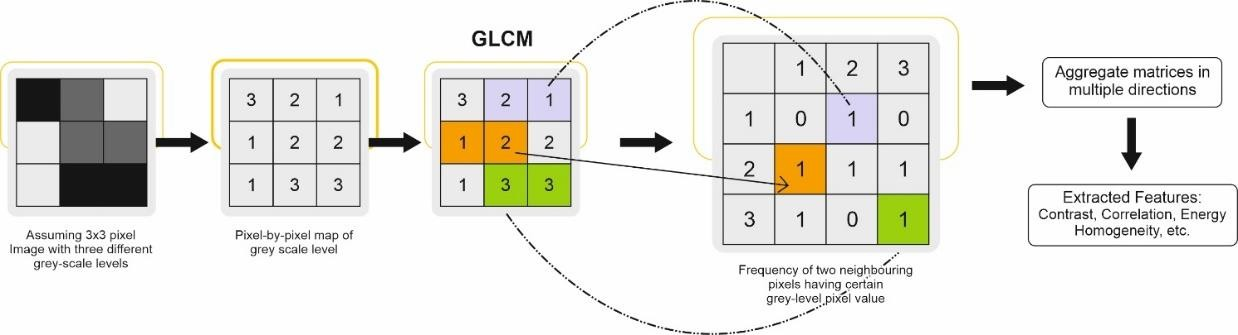 GLCM
3 2 1
1 2 2
1 3 3
3 2 1
1 2 2
1 3 3
1 2 3
1 0 1 0
2 1 1 1
3 1 0 1
Assuming 3x3 pixel
Image with three different
grey-scale levels
Pixel-by-pixel map of
grey scale level
Frequency of two neighbouring
pixels having certain
grey-level pixel value
Aggregate matrices in
multiple directions
Extracted Features:
Contrast, Correlation, Energy
Homogeneity, etc.